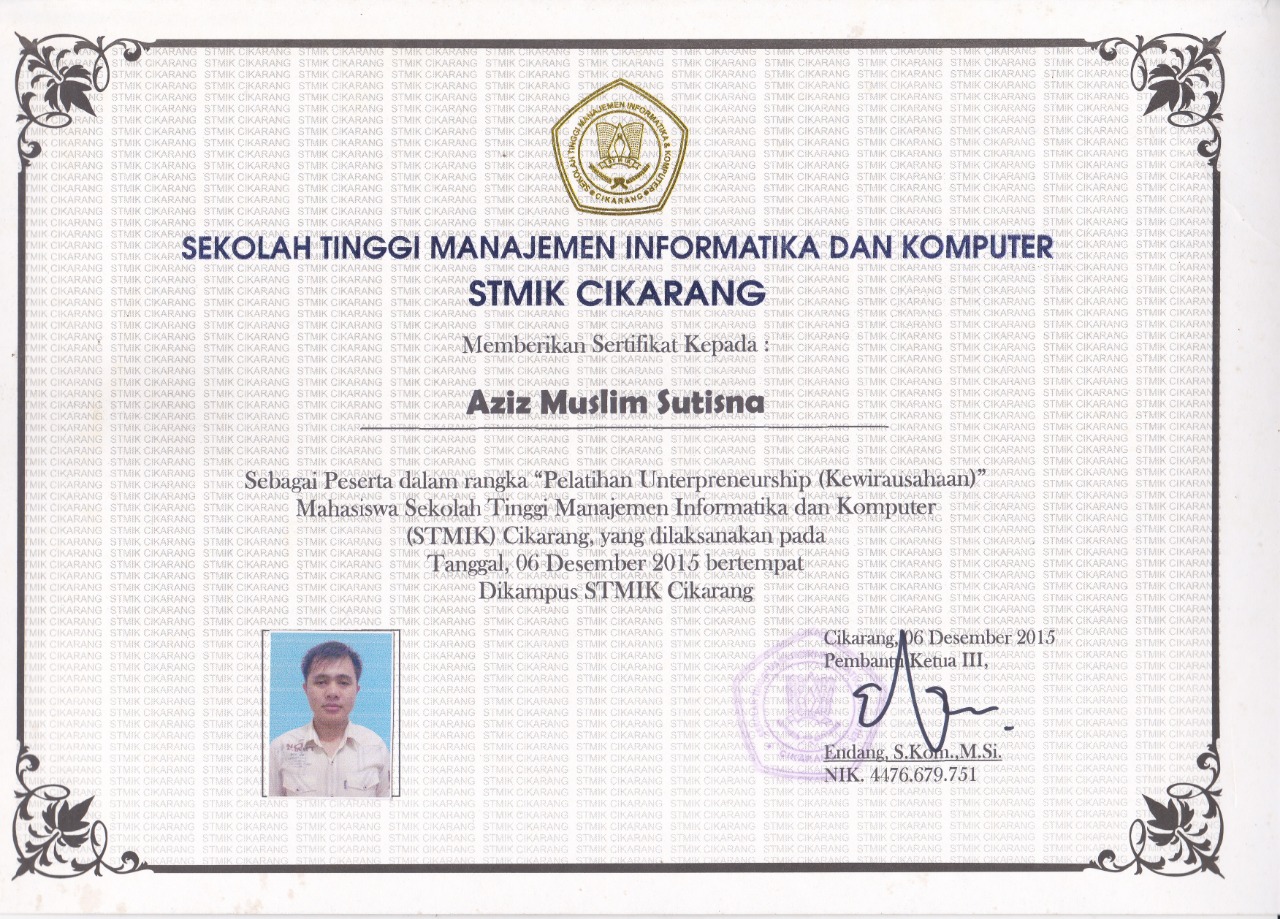 SEKOLAH TINGGI MANAJEMEN INFORMATIKA & KOMPUTER
CIKARANG
SEKOLAH TINGGI MANAJEMEN INFORMATIKA DAN KOMPUTER
STMIK CIKARANG
Memberikan Sertifikat Kepada :
Aziz Muslim Sutisna
Sebagai Peserta dalam rangka “Pelatihan Unterpreneurship (Kewirausahaan)”
Mahasiswa Sekolah Tinggi Manajemen Informatika dan Komputer
(STMIK) Cikarang, yang dilaksanakan pada
Tanggal, 06 Desember 2015 bertempat
Dikampus STMIK Cikarang
Cikarang, 06 Desember 2015
Pembantu Ketua III,
Endang, S.Kom.,M.Si.
NIK. 4476.679.751